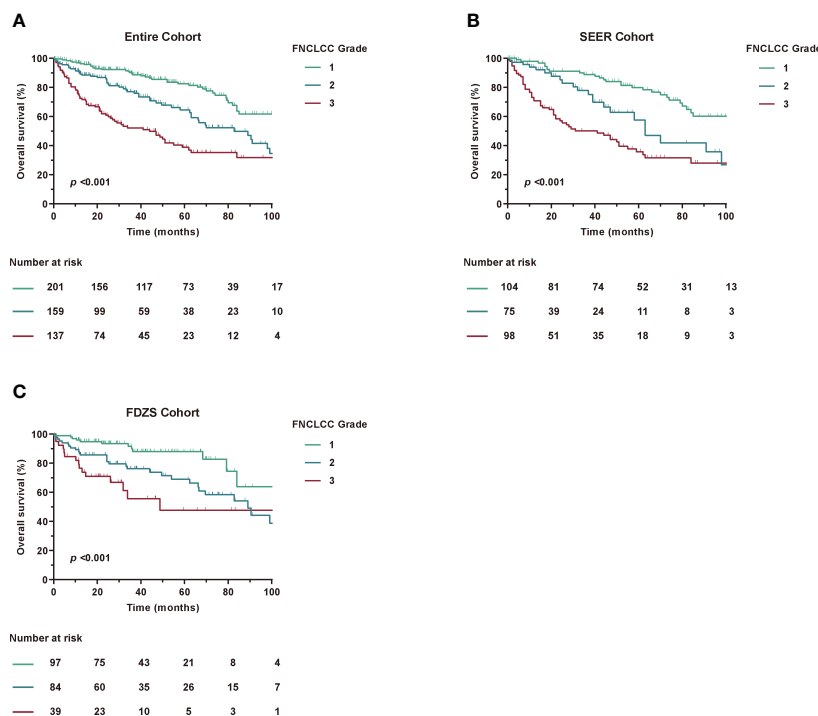 A
Entire Cohort
FNCLCC Grade
1
2
3
Overall survival (%)
100
80
60
40
20
0
p <0.001
0 20 40 60 80 100
Time (months)
Number at risk
201 156 117 73 39 17
159 99 59 38 23 10
137 74 45 23 12 4
B
SEER Cohort
FNCLCC Grade
1
2
3
Overall survival (%)
100
80
60
40
20
0
p <0.001
0 20 40 60 80 100
Time (months)
Number at risk
104 81 74 52 31 13
75 39 24 11 8 3
98 51 35 18 9 3
C
FDZS Cohort
FNCLCC Grade
1
2
3
Overall survival (%)
100
80
60
40
20
0
p <0.001
0 20 40 60 80 100
Time (months)
Number at risk
97 75 43 21 8 4
84 60 35 26 15 7
39 23 10 5 3 1